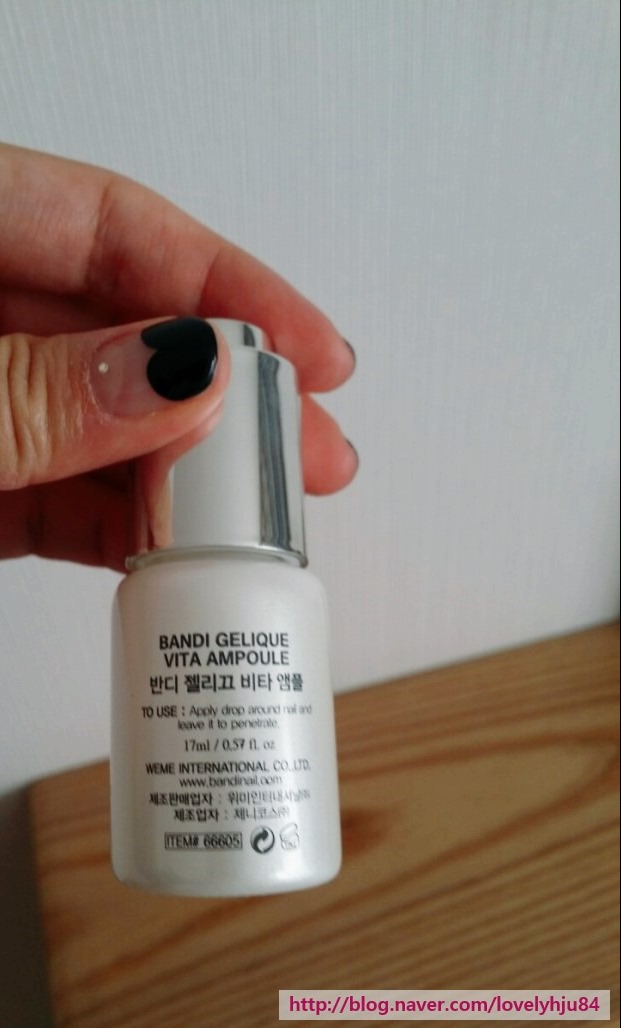 BANDI GELIQUE
VITA AMPOULE
반디 젤리끄 비타 앰플
TO USE : Apply drop around nail and
leave it to penetrate.
17ml / 0.57 fl. oz
WEME INTERNATIONAL CO.,LTD.
www.bandinail.com
제조판매업자 : 위미인터내셔날㈜
제조업자 : 제니코스㈜
ITEM# 66605
http://blog.naver.com/lovelyhju84